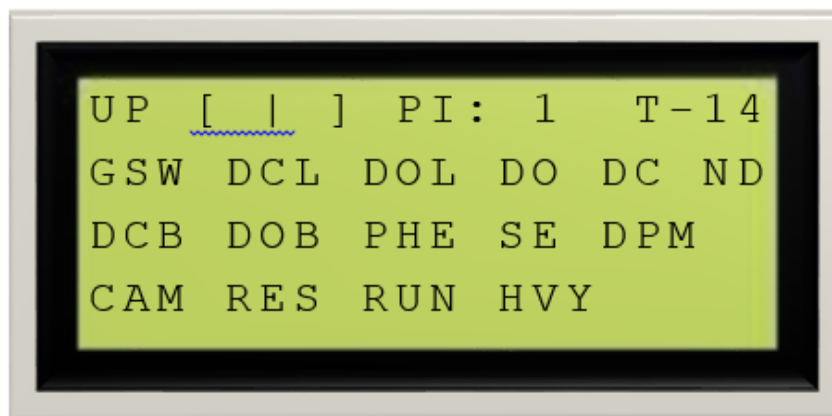 UP [ | ] PI: 1 T-14
GSW DCL DOL DO DC ND
DCB DOB PHE SE DPM
CAM RES RUN HVY